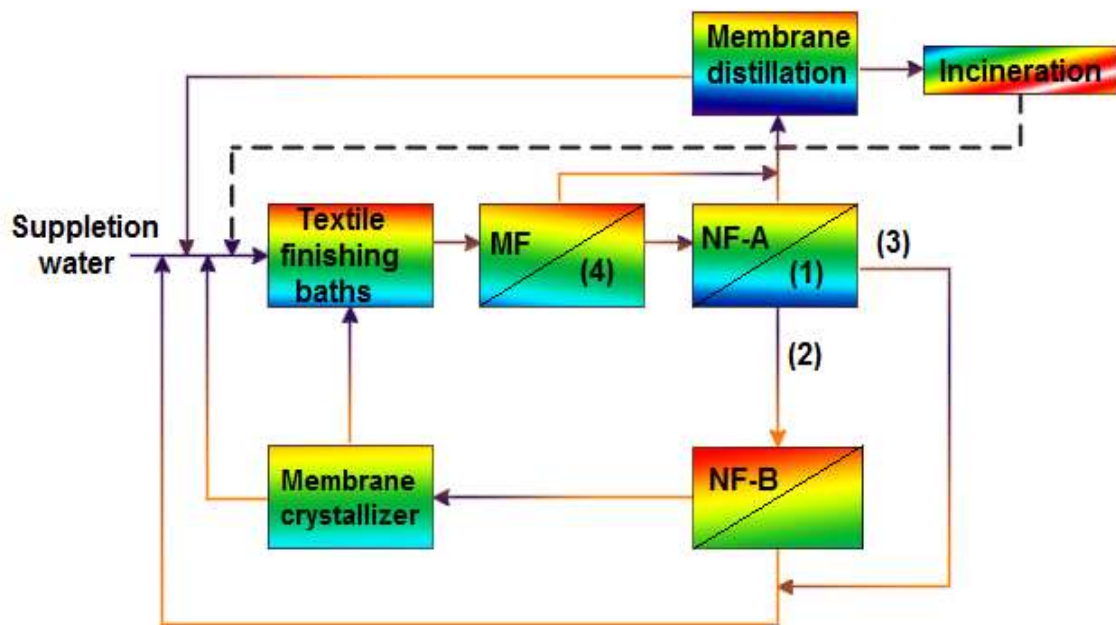 Membrane
distillation
Incineration
Suppletion
water
Textile
finishing
baths
MF
(4)
NF-A
(1)
(3)
(2)
Membrane
crystallizer
NF-B